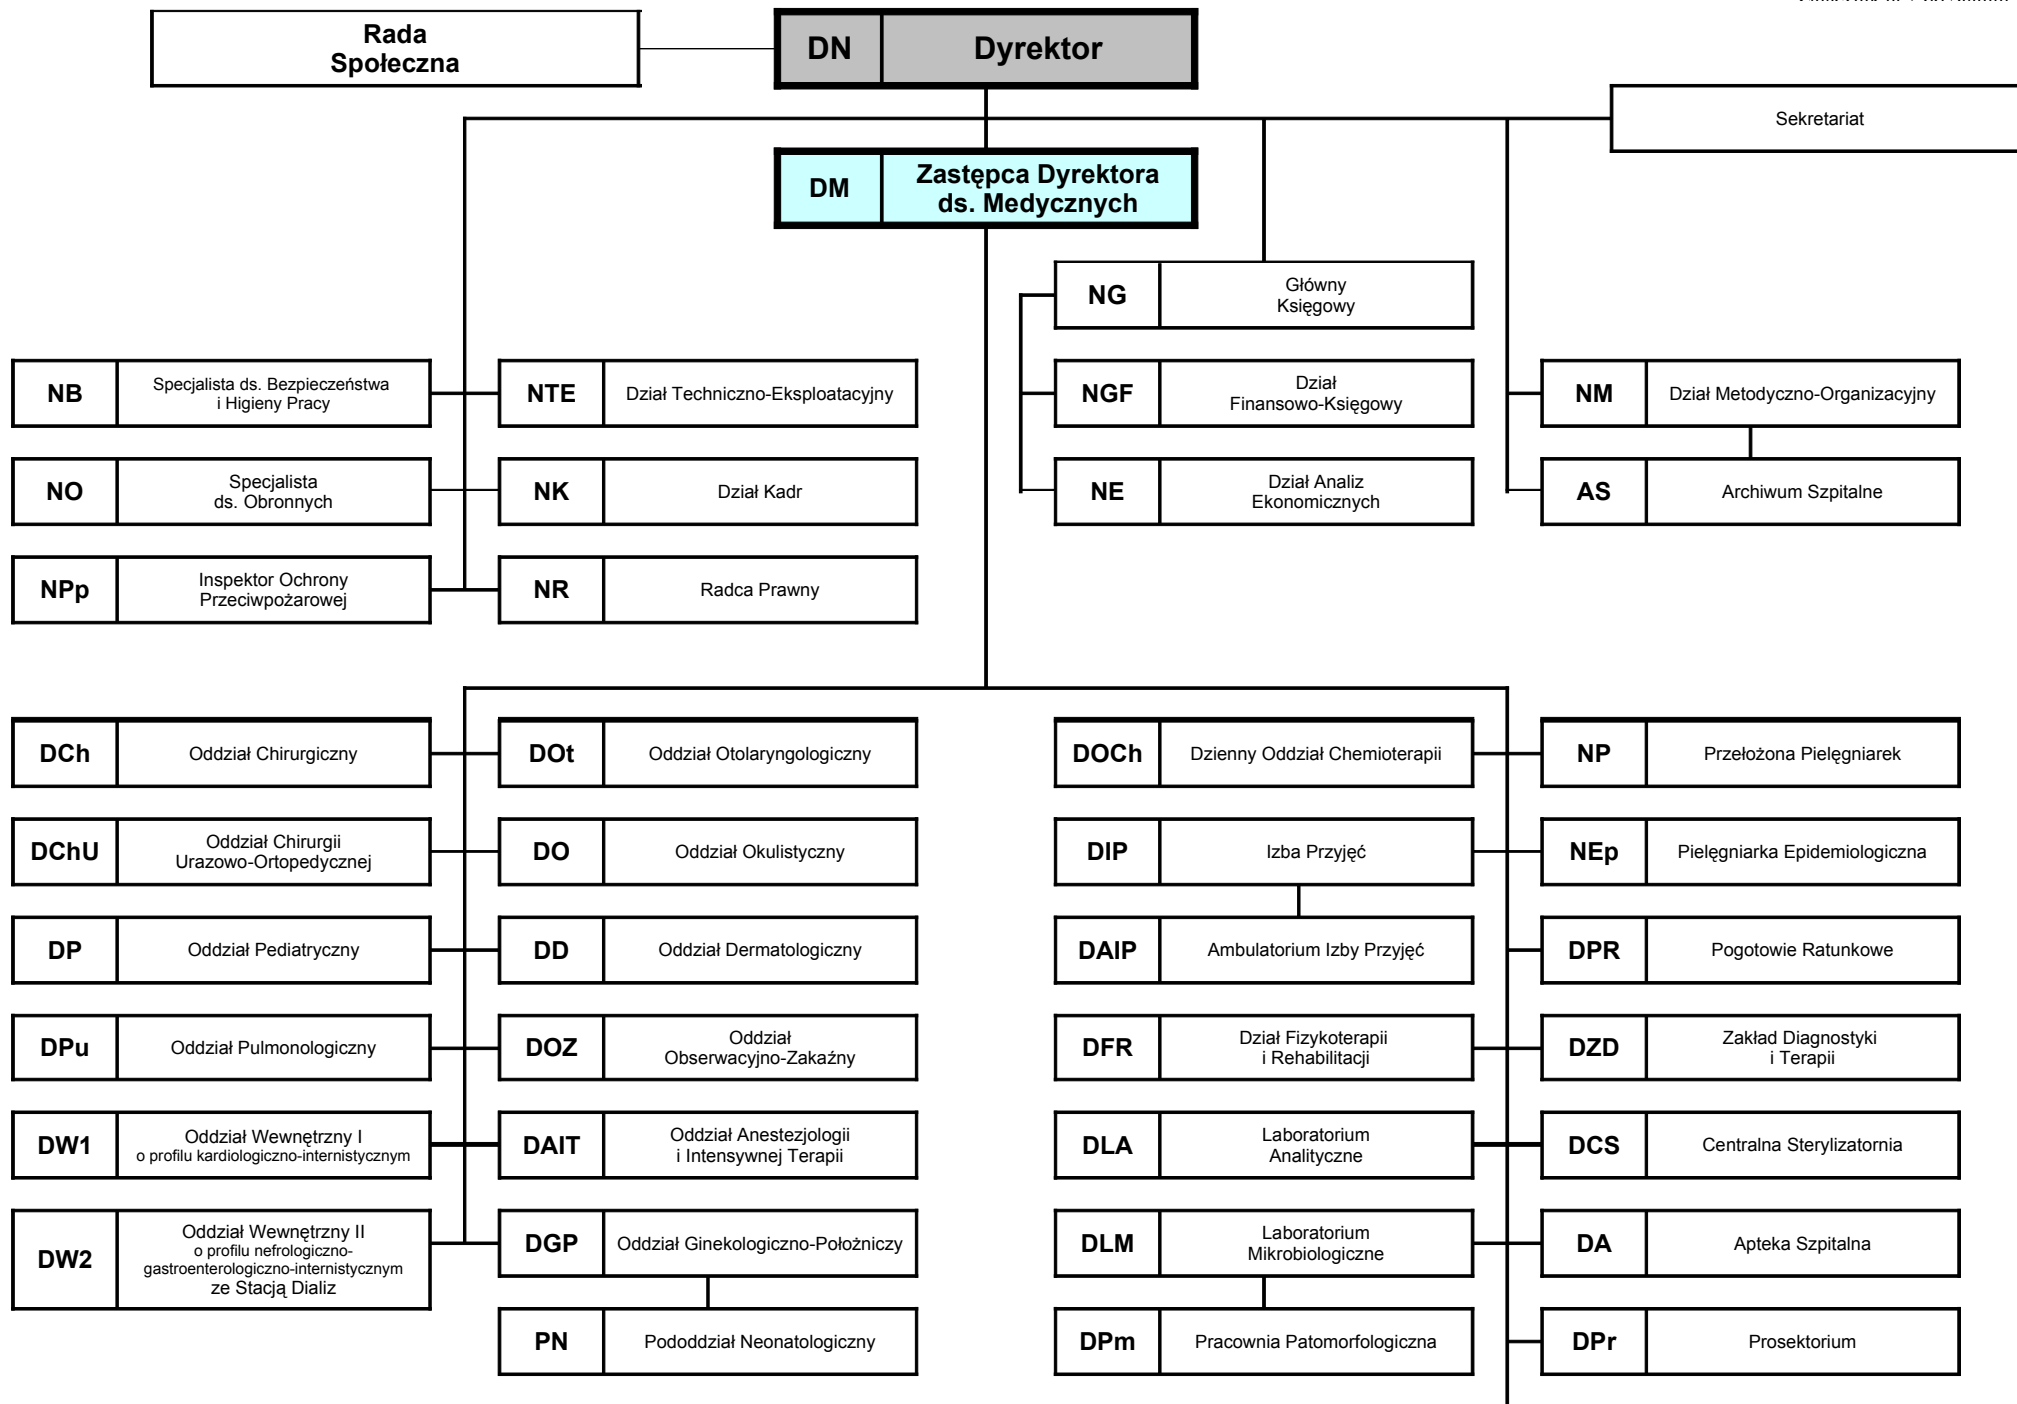 Rada
Społeczna
DN
Dyrektor
Sekretariat
DM
Zastępca Dyrektora
ds. Medycznych
NG
Główny
Księgowy
NB
Specjalista ds. Bezpieczeństwa
i Higieny Pracy
NTE
Dział Techniczno-Eksploatacyjny
NGF
Dział
Finansowo-Księgowy
NM
Dział Metodyczno-Organizacyjny
NO
Specjalista
ds. Obronnych
NK
Dział Kadr
NE
Dział Analiz
Ekonomicznych
AS
Archiwum Szpitalne
NPp
Inspektor Ochrony
Przeciwpożarowej
NR
Radca Prawny
DCh
Oddział Chirurgiczny
DOt
Oddział Otolaryngologiczny
DOCh
Dzienny Oddział Chemioterapii
NP
Przełożona Pielęgniarek
DChU
Oddział Chirurgii
Urazowo-Ortopedycznej
DO
Oddział Okulistyczny
DIP
Izba Przyjęć
NEp
Pielęgniarka Epidemiologiczna
DP
Oddział Pediatryczny
DD
Oddział Dermatologiczny
DAIP
Ambulatorium Izby Przyjęć
DPR
Pogotowie Ratunkowe
DPu
Oddział Pulmonologiczny
DOZ
Oddział
Obserwacyjno-Zakaźny
DFR
Dział Fizykoterapii
i Rehabilitacji
DZD
Zakład Diagnostyki
i Terapii
DW1
Oddział Wewnętrzny I
o profilu kardiologiczno-internistycznym
DAIT
Oddział Anestezjologii
i Intensywnej Terapii
DLA
Laboratorium
Analityczne
DCS
Centralna Sterylizatornia
DW2
Oddział Wewnętrzny II
o profilu nefrologiczno-
gastroenterologiczno-internistycznym
ze Stacją Dializ
DGP
Oddział Ginekologiczno-Położniczy
DLM
Laboratorium
Mikrobiologiczne
DA
Apteka Szpitalna
PN
Pododdział Neonatologiczny
DPm
Pracownia Patomorfologiczna
DPr
Prosektorium